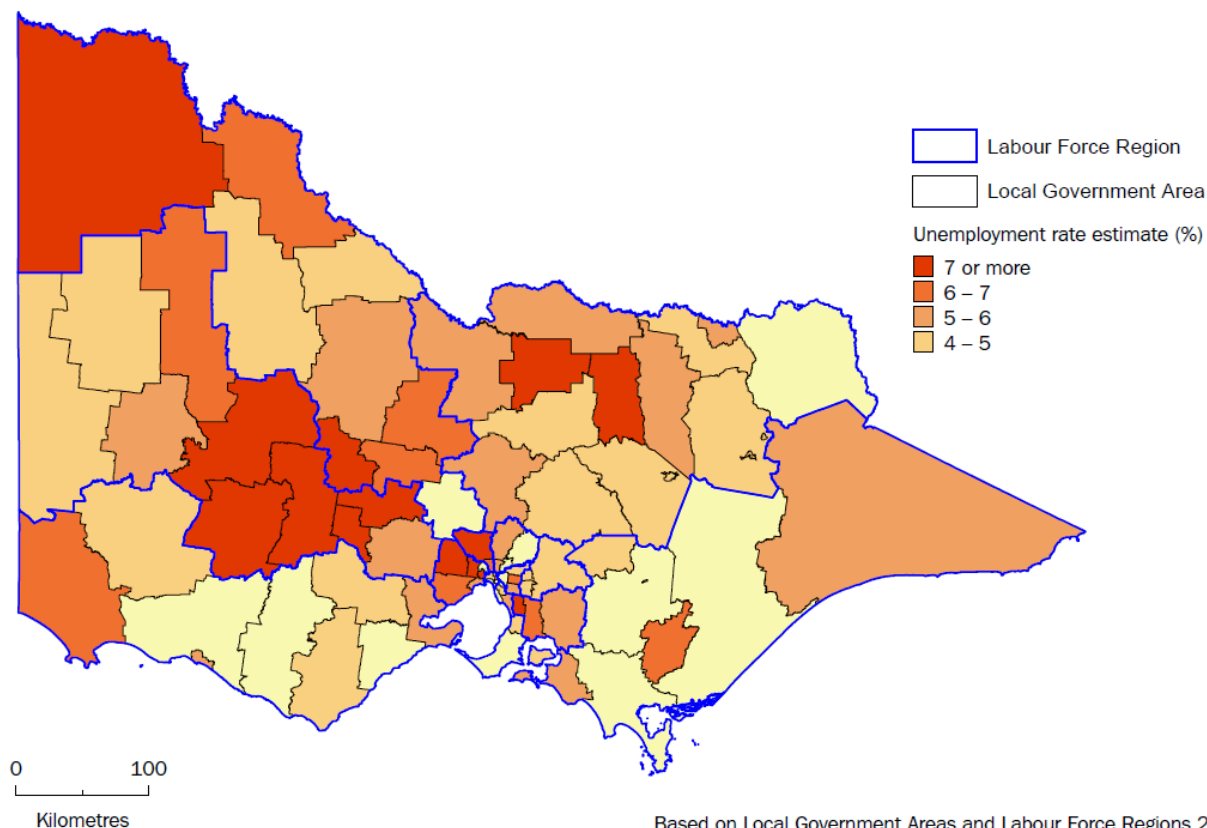 Labour Force Region
Local Government Area
Unemployment rate estimate (%)
7 or more
6 – 7
5 – 6
4 – 5
0 100
Kilometres
Based on Local Government Areas and Labour Force Regions 2